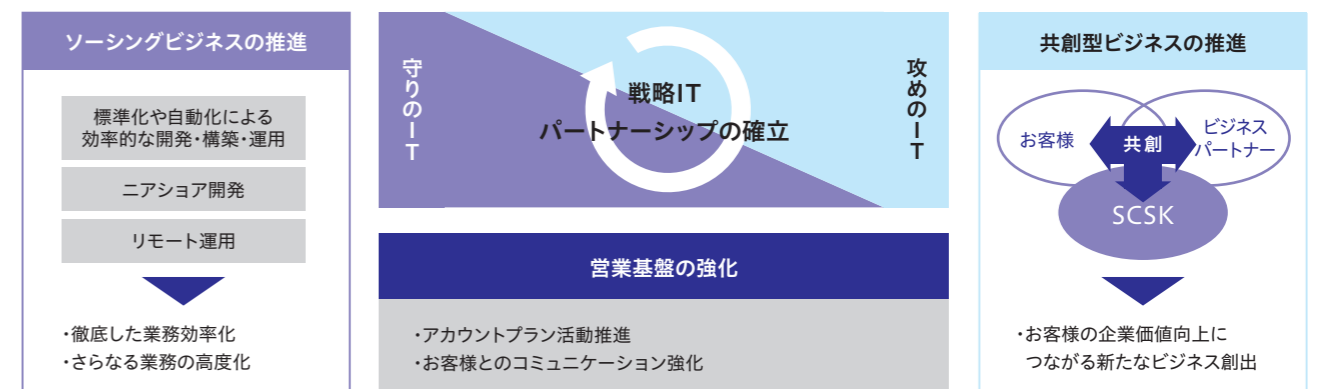 ソーシングビジネスの推進
標準化や自動化による
効率的な開発・構築・運用
ニアショア開発
リモート運用
・徹底した業務効率化
・さらなる業務の高度化
守りのIT
戦略IT
パートナーシップの確立
攻めのIT
営業基盤の強化
・アカウントプラン活動推進
・お客様とのコミュニケーション強化
共創型ビジネスの推進
お客様
共創
ビジネス
パートナー
SCSK
・お客様の企業価値向上に
つながる新たなビジネス創出